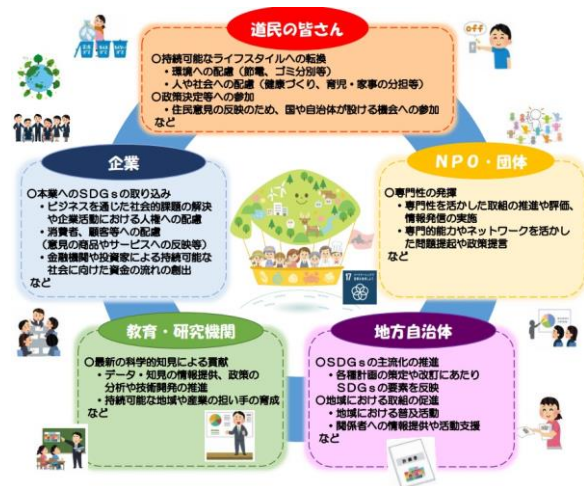 道民の皆さん
○持続可能なライフスタイルへの転換
・環境への配慮（節電、ゴミ分別等）
・人や社会への配慮（健康づくり、育児・家事の分担等）
○政策決定等への参加
・住民意見の反映のため、国や自治体が設ける機会への参加
など
off
企業
○本業へのSDGsの取り込み
・ビジネスを通じた社会的課題の解決
や企業活動における人権への配慮
・消費者、顧客等への配慮
（意見の商品やサービスへの反映等）
・金融機関や投資家による持続可能な
社会に向けた資金の流れの創出
など
NPO・団体
○専門性の発揮
・専門性を活かした取組の推進や評価、
情報発信の実施
・専門的能力やネットワークを活かし
た問題提起や政策提言
など
17
教育・研究機関
○最新の科学的知見による貢献
・データ・知見の情報提供、政策の
分析や技術開発の推進
・持続可能な地域や産業の担い手の育成
など
地方自治体
○SDGsの主流化の推進
・各種計画の策定や改訂にあたり
SDGsの要素を反映
○地域における取組の促進
・地域における普及活動
・関係者への情報提供や活動支援
など